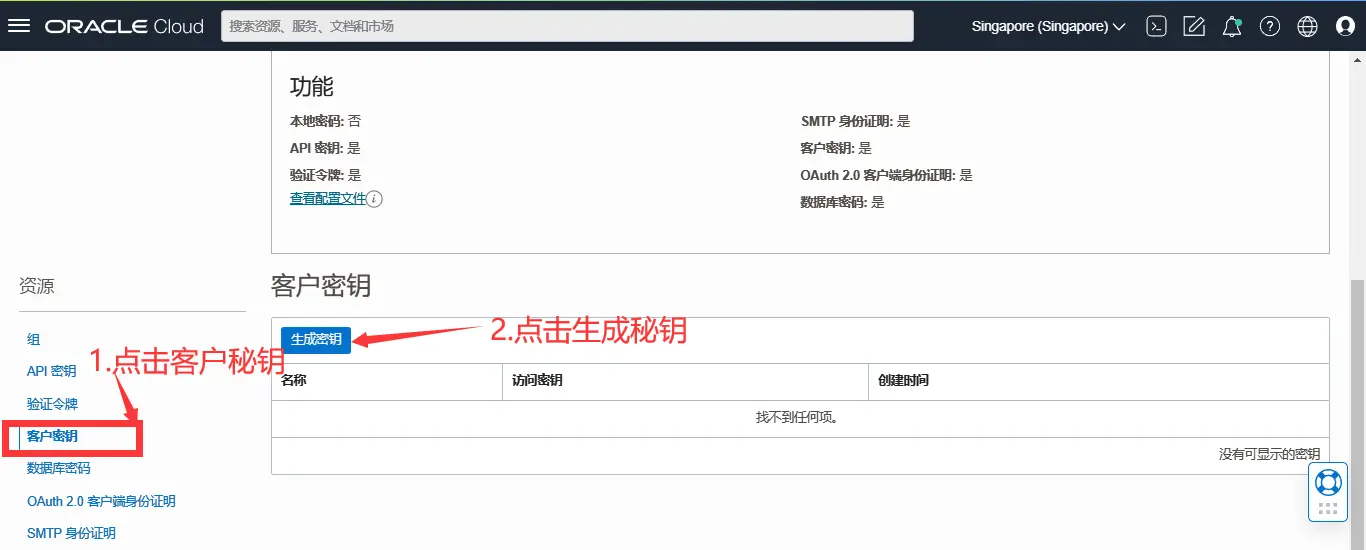 ORACLE Cloud
搜索资源、服务、文档和市场
Singapore (Singapore)
功能
本地密码: 否
API 密钥: 是
验证令牌: 是
查看配置文件
SMTP 身份证明: 是
客户密钥: 是
OAuth 2.0 客户端身份证明: 是
数据库密码: 是
资源
组
API 密钥
验证令牌
客户密钥
数据库密码
OAuth 2.0 客户端身份证明
SMTP 身份证明
1.点击客户秘钥
客户密钥
生成密钥
2.点击生成秘钥
名称 访问密钥 创建时间
找不到任何项。
没有可显示的密钥